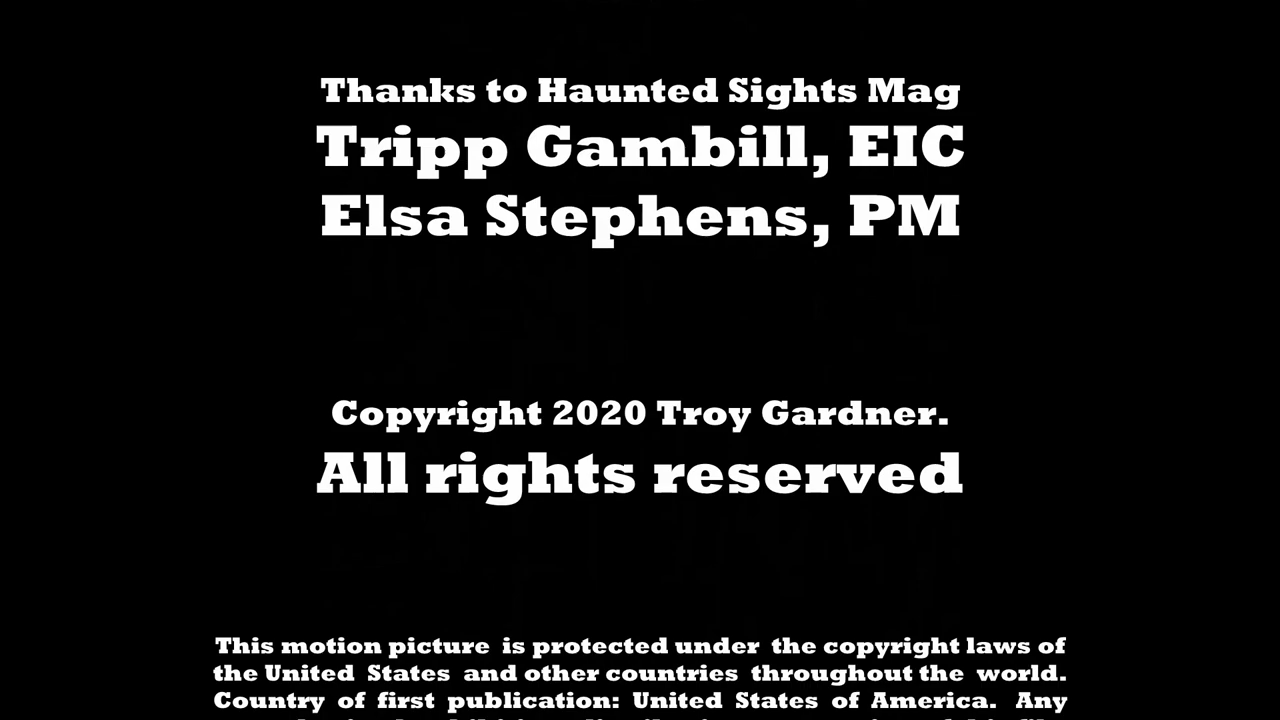 Thanks to Haunted Sights Mag
Tripp Gambill, EIC
Elsa Stephens, PM
Copyright 2020 Troy Gardner.
All rights reserved
This motion picture is protected under the copyright laws of
the United States and other countries throughout the world.
Country of first publication: United States of America. Any